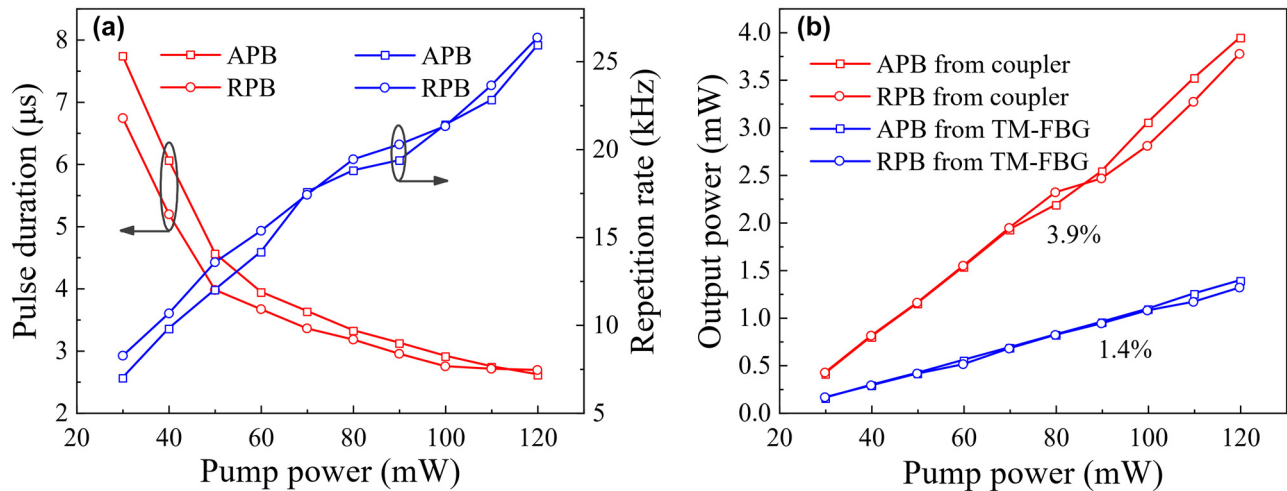 (a)
APB
RPB
APB
RPB
8
7
6
5
4
3
2
Pulse duration (μs)
25
20
15
10
5
Repetition rate (kHz)
20
40
60
80
100
120
Pump power (mW)
(b)
APB from coupler
RPB from coupler
APB from TM-FBG
RPB from TM-FBG
4.0
3.5
3.0
2.5
2.0
1.5
1.0
0.5
0.0
Output power (mW)
3.9%
1.4%
20
40
60
80
100
120
Pump power (mW)